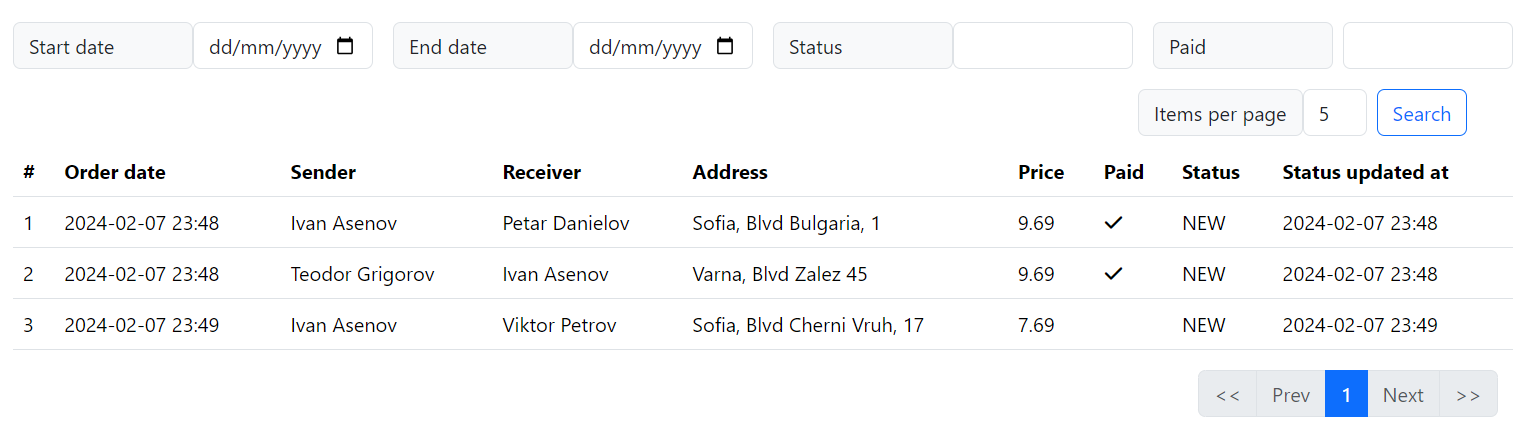 Start date dd/mm/yyyy End date dd/mm/yyyy Status Paid
Items per page 5 Search
# Order date Sender Receiver Address Price Paid Status Status updated at
1 2024-02-07 23:48 Ivan Asenov Petar Danielov Sofia, Blvd Bulgaria, 1 9.69 ✓ NEW 2024-02-07 23:48
2 2024-02-07 23:48 Teodor Grigorov Ivan Asenov Varna, Blvd Zalez 45 9.69 ✓ NEW 2024-02-07 23:48
3 2024-02-07 23:49 Ivan Asenov Viktor Petrov Sofia, Blvd Cherni Vruh, 17 7.69 NEW 2024-02-07 23:49
<< Prev 1 Next >>